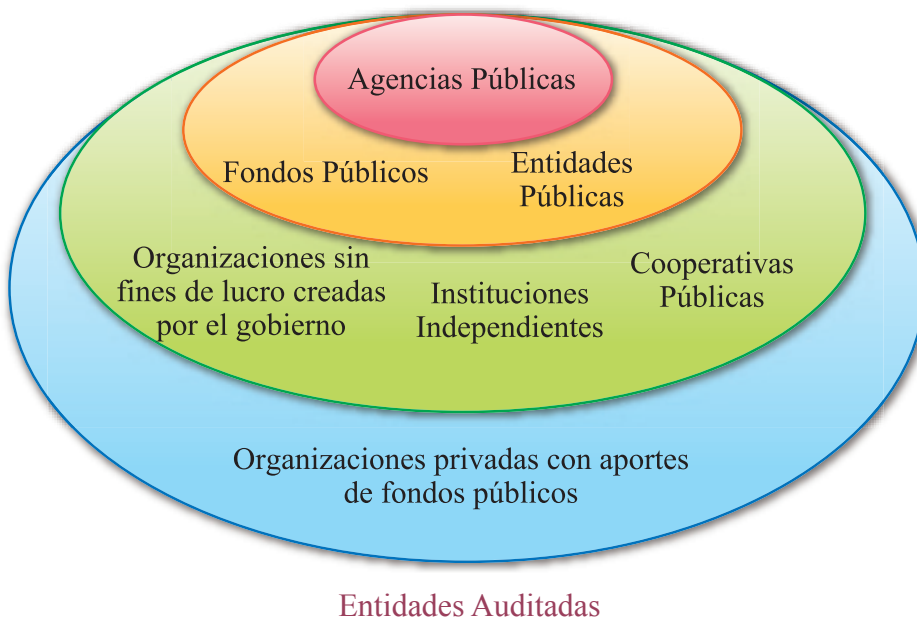 Agencias Públicas
Fondos Públicos
Entidades
Públicas
Organizaciones sin
fines de lucro creadas
por el gobierno
Instituciones
Independientes
Cooperativas
Públicas
Organizaciones privadas con aportes
de fondos públicos
Entidades Auditadas